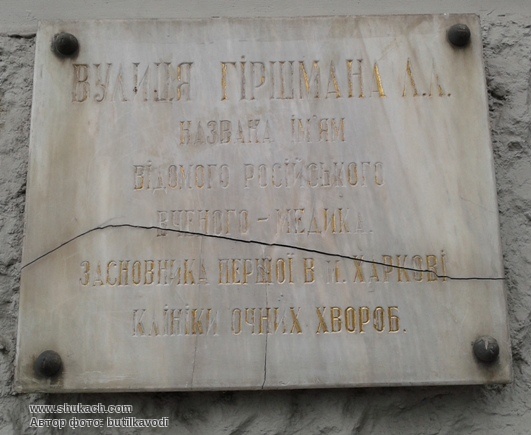 ВУЛИЦЯ ГІРШМАНА Л.Л.
НАЗВАНА ІМ'ЯМ
ВІДОМОГО РОСІЙСЬКОГО
ВЧЕНОГО - МЕДИКА,
ЗАСНОВНИКА ПЕРШОЇ В М. ХАРКОВІ
КЛІНІКИ ОЧНИХ ХВОРОБ.
www.shukach.com
Автор фото: butilkavodi